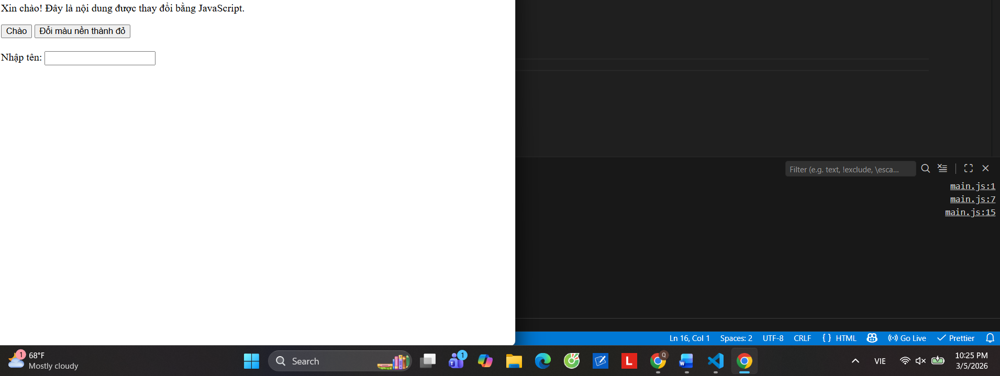 Xin chào! Đây là nội dung được thay đổi bằng JavaScript.
Chào
Đổi màu nền thành đỏ
Nhập tên:
Filter (e.g. text, !exclude, \esca...
main.js:1
main.js:7
main.js:15
Ln 16, Col 1 Spaces: 2 UTF-8 CRLF { } HTML Go Live Prettier
1
68°F
Mostly cloudy
Search
T
1
L
Q
W
VIE
10:25 PM
3/5/2026